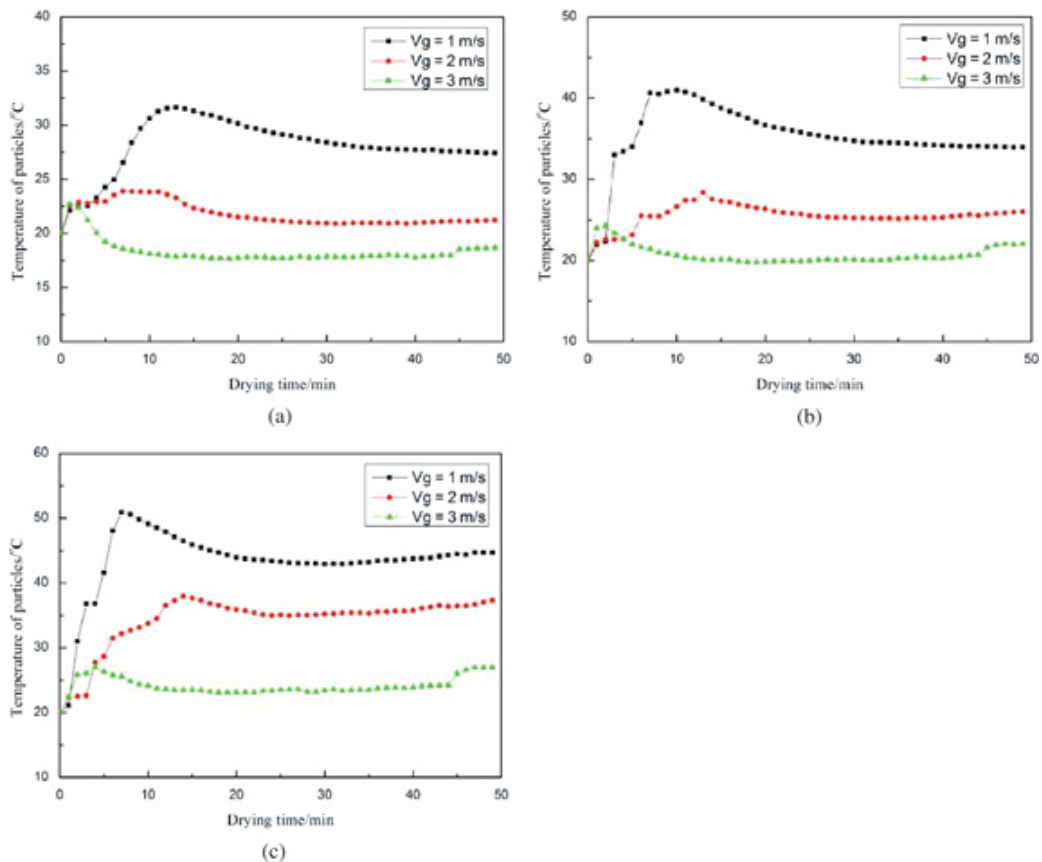 40
35
30
25
20
15
10
Temperature of particles/°C
Vg = 1 m/s
Vg = 2 m/s
Vg = 3 m/s
0 10 20 30 40 50
Drying time/min
(a)
50
40
30
20
10
Temperature of particles/°C
Vg = 1 m/s
Vg = 2 m/s
Vg = 3 m/s
0 10 20 30 40 50
Drying time/min
(b)
60
50
40
30
20
10
Temperature of particles/°C
Vg = 1 m/s
Vg = 2 m/s
Vg = 3 m/s
0 10 20 30 40 50
Drying time/min
(c)